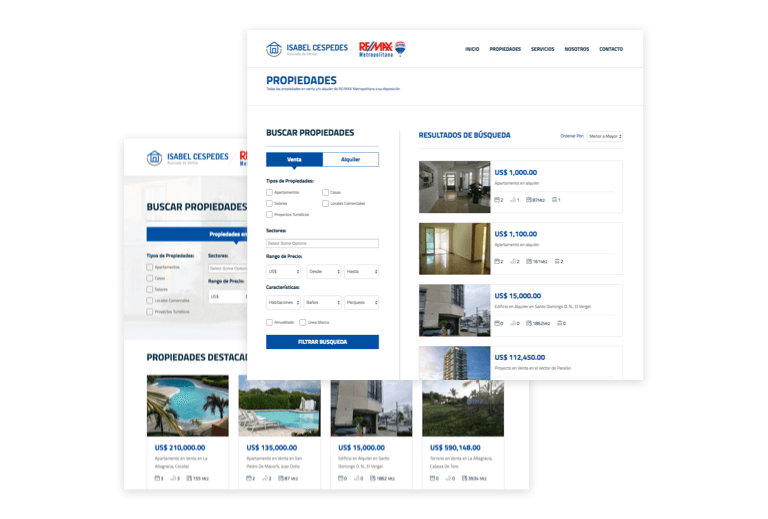 ISABEL CESPEDES
Asesora de Ventas
RE/MAX
Metropolitana
INICIO
PROPIEDADES
SERVICIOS
NOSOTROS
CONTACTO
PROPIEDADES
Todas las propiedades en venta y/o alquiler de RE/MAX Metropolitana a su disposición
BUSCAR PROPIEDADES
Venta
Alquiler
Tipos de Propiedades:
Apartamentos
Casas
Solares
Locales Comerciales
Proyectos Turísticos
Sectores:
Select Some Options
Rango de Precio:
US$
Desde
Hasta
Características:
Habitaciones
Baños
Parqueos
Amueblado
Línea blanca
FILTRAR BUSQUEDA
RESULTADOS DE BÚSQUEDA
Ordenar Por:
Menor a Mayor
US$ 1,000.00
Apartamento en alquiler
2
1
87Mt2
1
US$ 1,100.00
Apartamento en alquiler
2
2
161Mt2
2
US$ 15,000.00
Edificio en Alquiler en Santo Domingo D. N., El Vergel
0
0
1862Mt2
0
US$ 112,450.00
Proyecto en Venta en el sector de Paraíso
ISABEL CESPEDES
Asesora de Ventas
BUSCAR PROPIEDADES
Propiedades en
Tipos de Propiedades:
Apartamentos
Casas
Solares
Locales Comerciales
Proyectos Turísticos
Sectores:
Select Some Options
Rango de Precio:
US$
PROPIEDADES DESTACAD
US$ 210,000.00
Apartamento en Venta en La
Altagracia, Cocotal
3
3
155 Mt2
US$ 135,000.00
Apartamento en Venta en San
Pedro De Macorís, Juan Dolio
2
2
87 Mt2
US$ 15,000.00
Edificio en Alquiler en Santo
Domingo D. N., El Vergel
0
0
1862 Mt2
US$ 590,148.00
Terreno en Venta en La Altagracia,
Cabeza De Toro
0
0
3934 Mt2